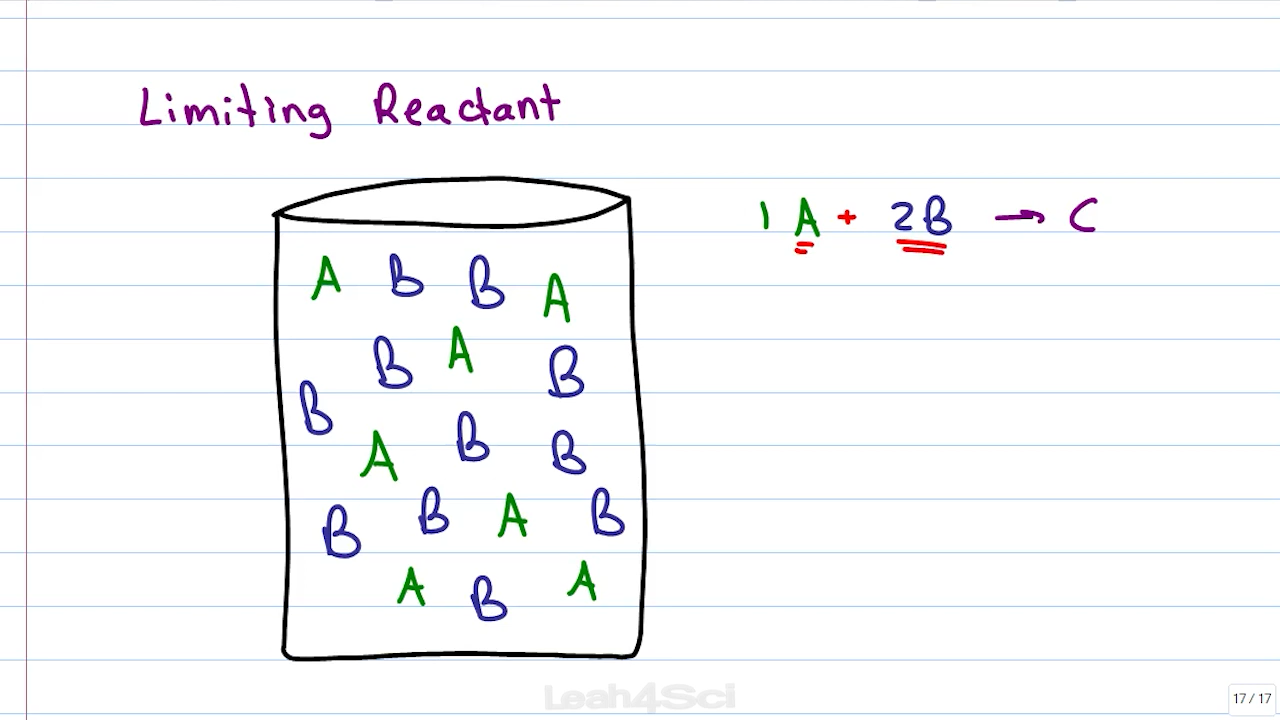 Limiting Reactant
1 A + 2B → C
A B B A
B A B
B
A B B
B B A B
A B A
Leah4Sci
17 / 17